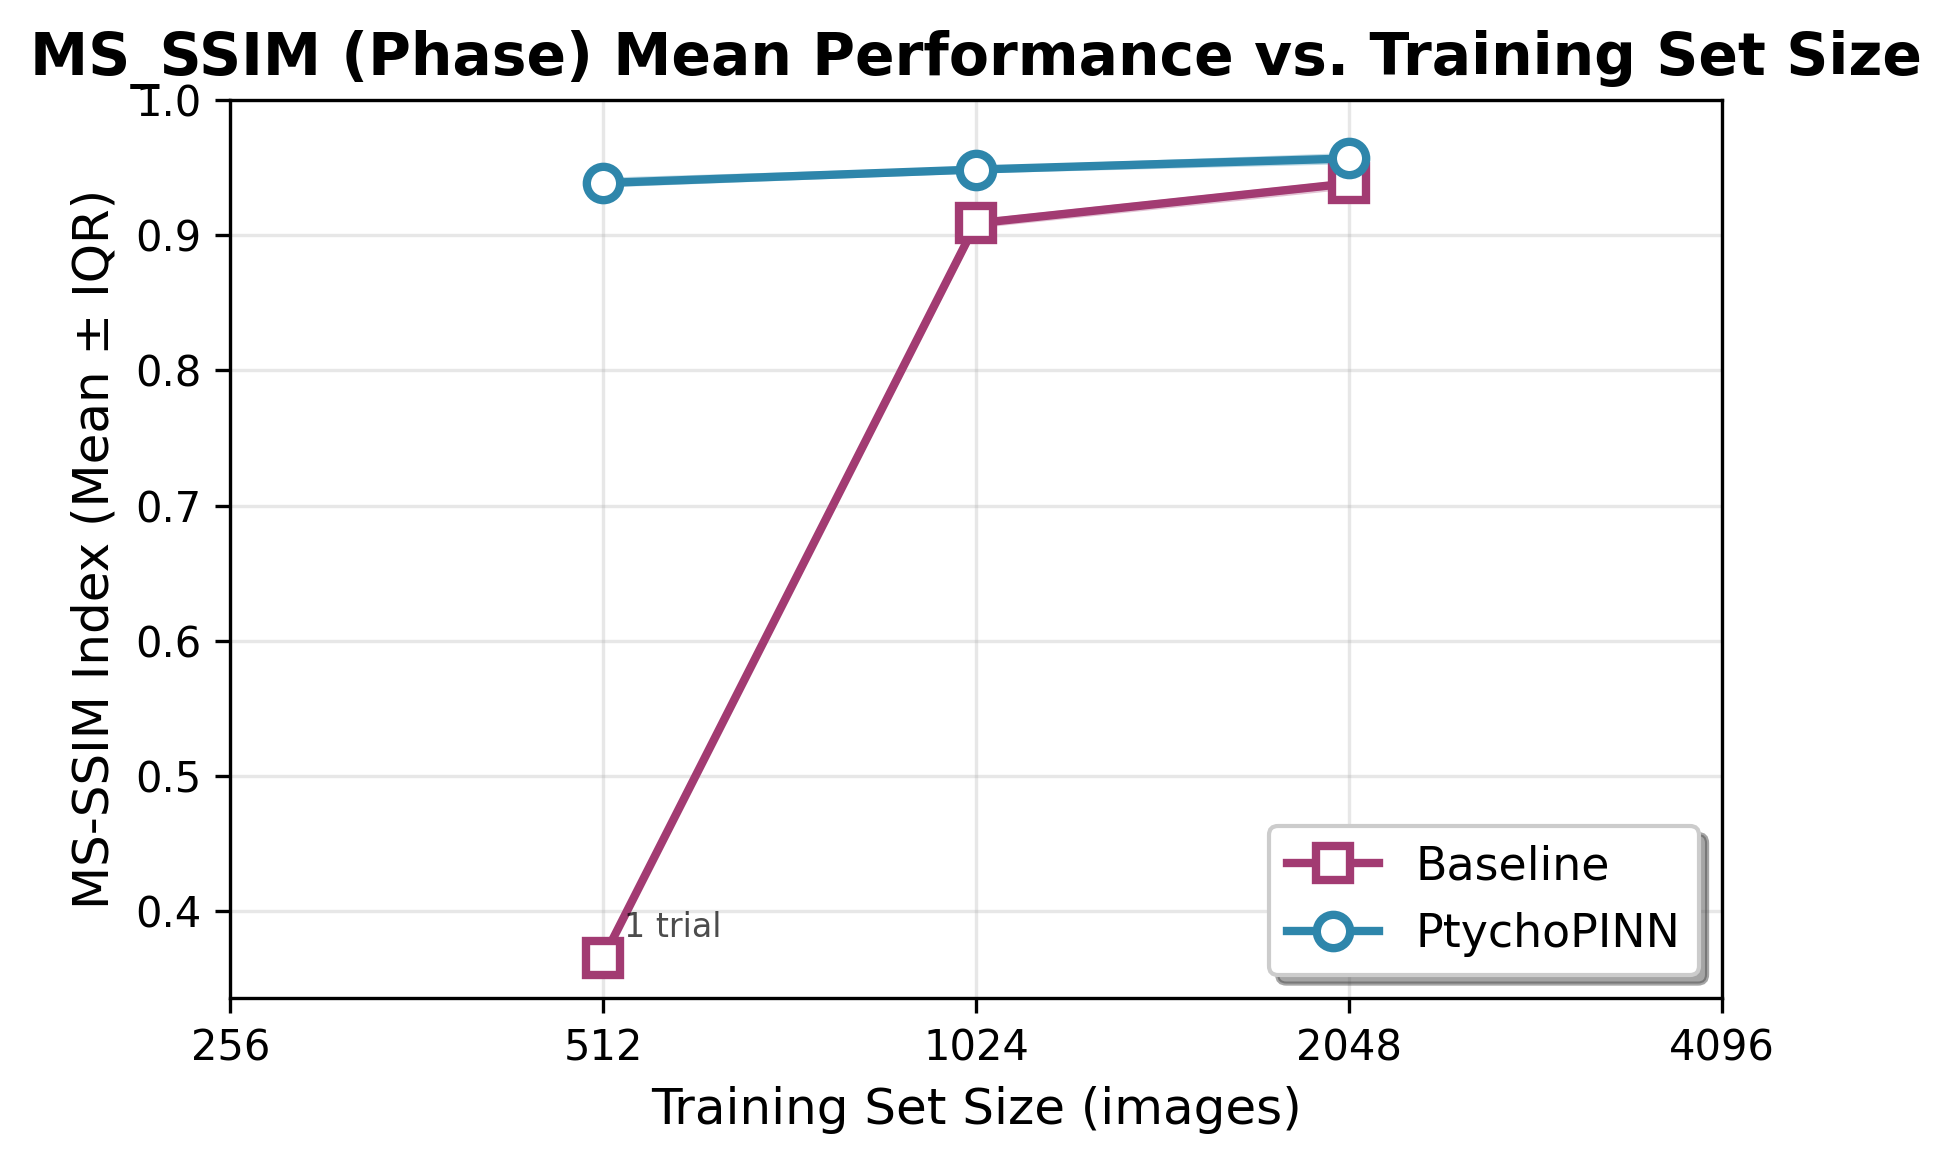 MS_SSIM (Phase) Mean Performance vs. Training Set Size
MS-SSIM Index (Mean ± IQR)
1.0
0.9
0.8
0.7
0.6
0.5
0.4
1 trial
Baseline
PtychoPINN
256 512 1024 2048 4096
Training Set Size (images)